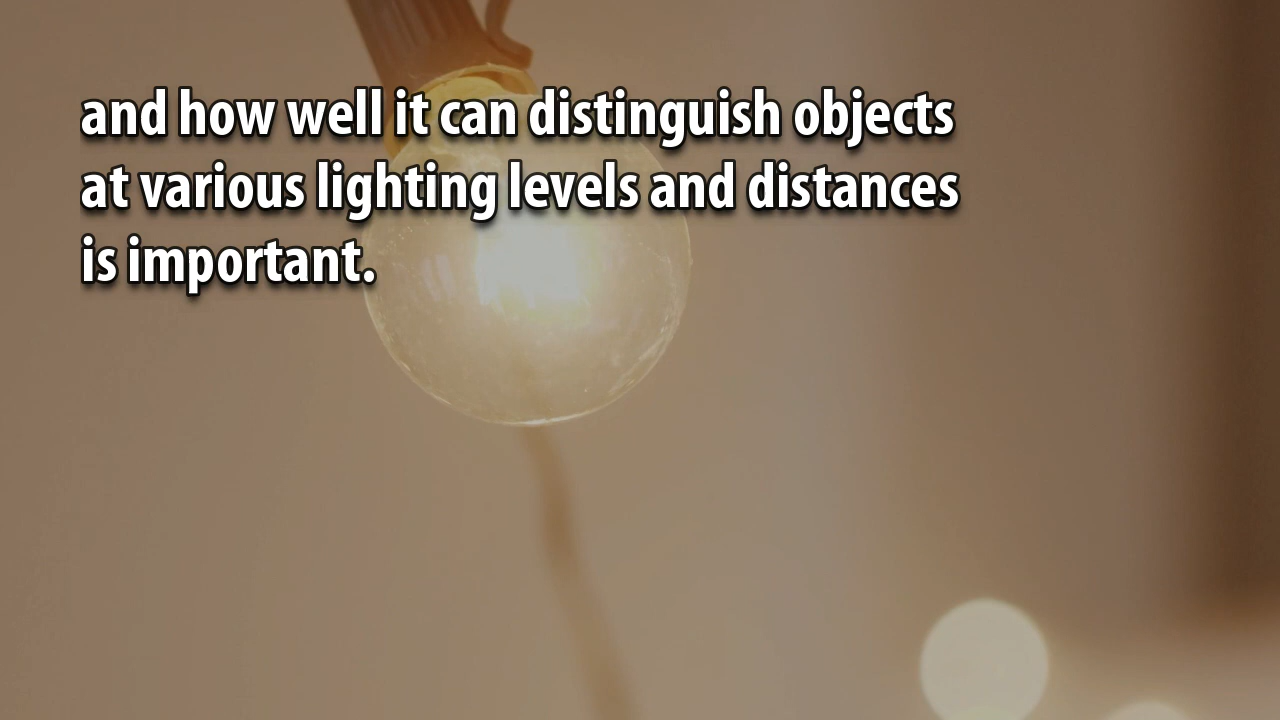 and how well it can distinguish objects
at various lighting levels and distances
is important.